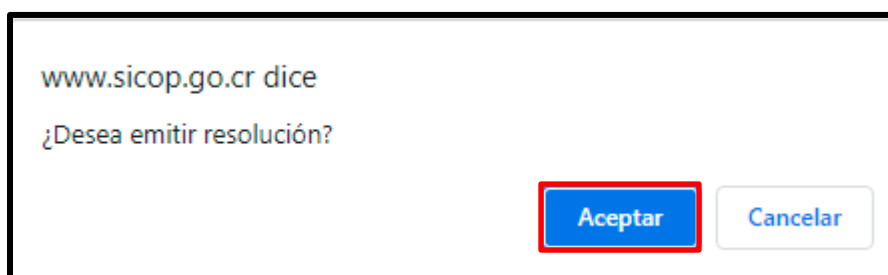 www.sicop.go.cr dice
¿Desea emitir resolución?
Aceptar Cancelar